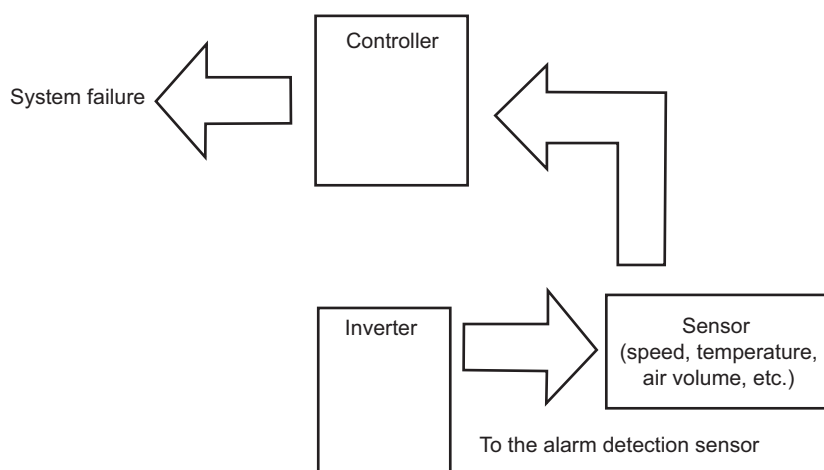 Controller
System failure
Inverter
Sensor
(speed, temperature,
air volume, etc.)
To the alarm detection sensor